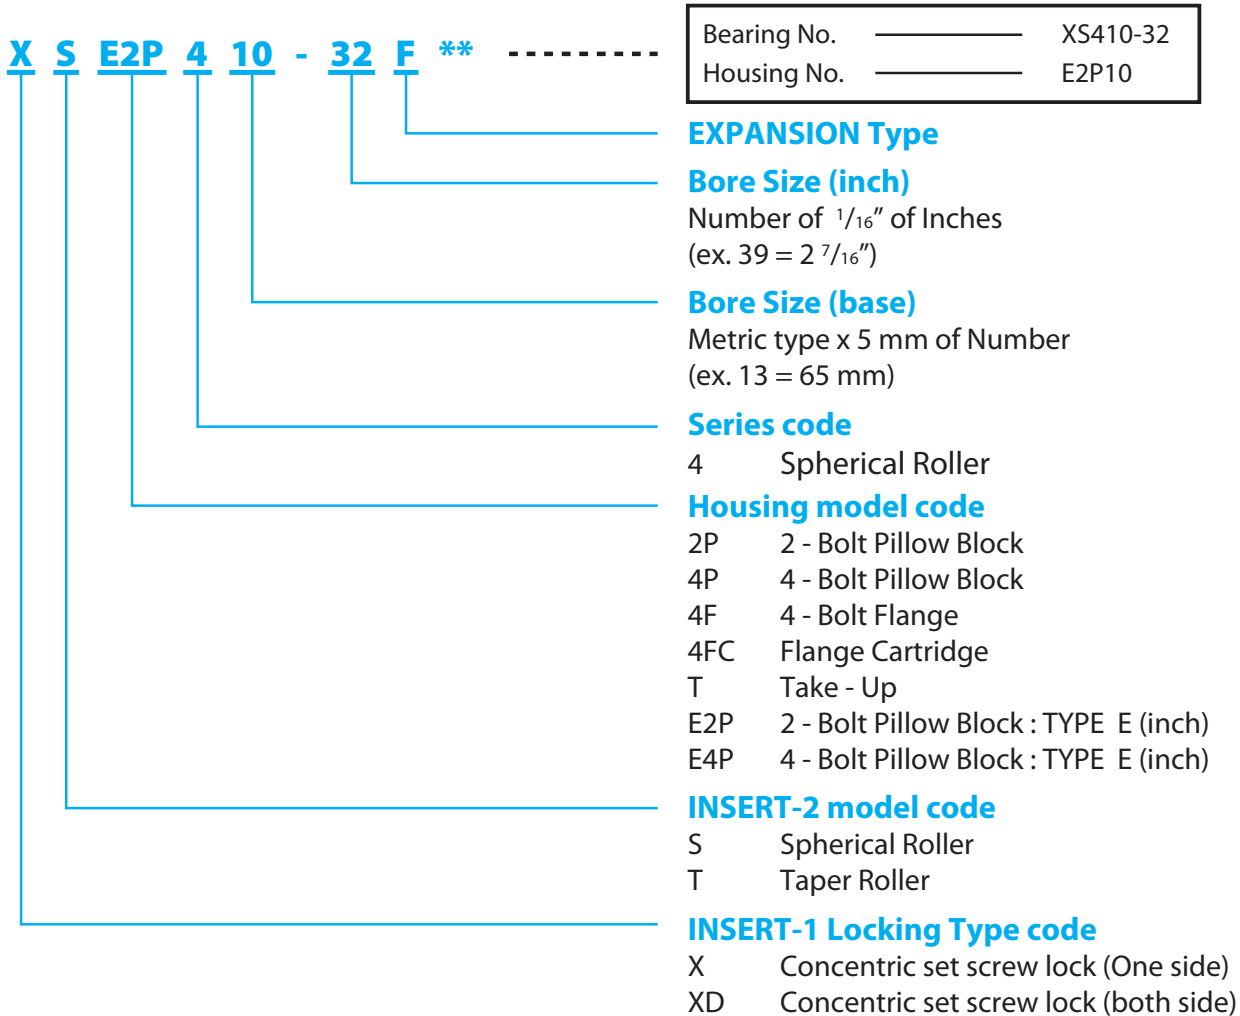 X S E2P 4 10 - 32 F ** ---------
Bearing No. XS410-32
Housing No. E2P10
EXPANSION Type
Bore Size (inch)
Number of 1/16” of Inches
(ex. 39 = 2 7/16”)
Bore Size (base)
Metric type x 5 mm of Number
(ex. 13 = 65 mm)
Series code
4 Spherical Roller
Housing model code
2P 2 - Bolt Pillow Block
4P 4 - Bolt Pillow Block
4F 4 - Bolt Flange
4FC Flange Cartridge
T Take - Up
E2P 2 - Bolt Pillow Block : TYPE E (inch)
E4P 4 - Bolt Pillow Block : TYPE E (inch)
INSERT-2 model code
S Spherical Roller
T Taper Roller
INSERT-1 Locking Type code
X Concentric set screw lock (One side)
XD Concentric set screw lock (both side)